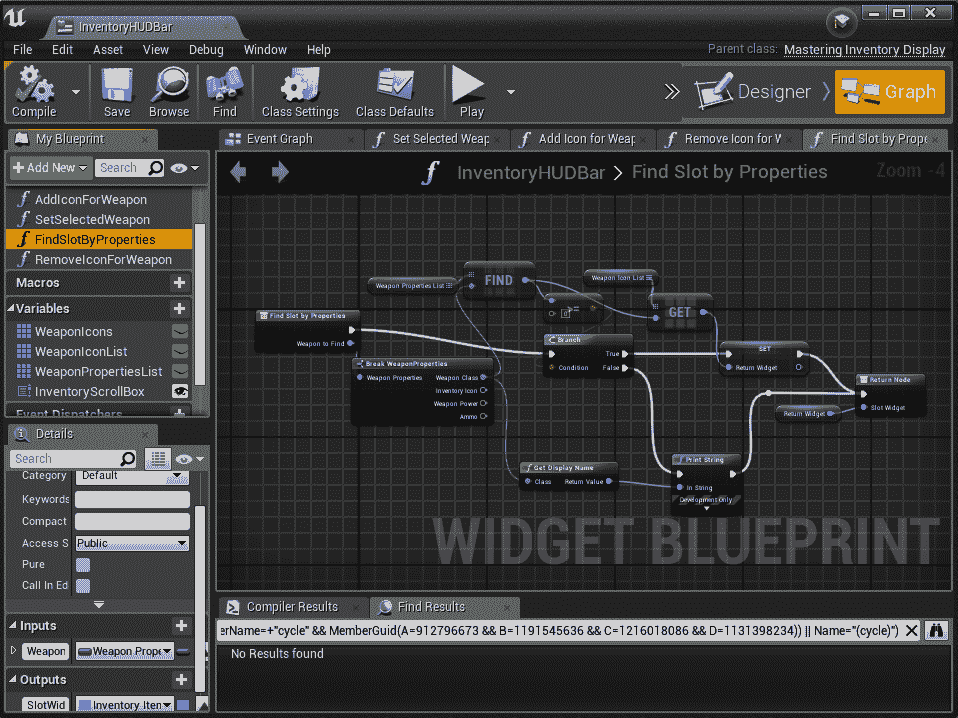 InventoryHUDBar
File Edit Asset View Debug Window Help
Parent class: Mastering Inventory Display
Compile Save Browse Find Class Settings Class Defaults Play
Designer Graph
My Blueprint
Event Graph Set Selected Weap Add Icon for Weap Remove Icon for W Find Slot by Prope
Add New Search
InventoryHUDBar > Find Slot by Properties
Zoom -4
AddIconForWeapon
SetSelectedWeapon
FindSlotByProperties
RemoveIconForWeapon
Macros
Variables
WeaponIcons
WeaponIconList
WeaponPropertiesList
InventoryScrollBox
Event Dispatchers
Weapon Properties List
FIND
Weapon Icon List
GET
Find Slot by Properties
Weapon to Find
Branch
True
Condition False
SET
Return Widget
Break WeaponProperties
Weapon Properties Weapon Class
Inventory Icon
Weapon Power
Ammo
Return Node
Slot Widget
Return Widget
Get Display Name
Class Return Value
Print String
In String
Development Only
WIDGET BLUEPRINT
Details
Search
Category Default
Keywords
Compact
Access S Public
Pure
Call In Ed
Inputs
Weapon Weapon Prope
Outputs
SlotWid Inventory Iten
Compiler Results Find Results
erName=+"cycle" && MemberGuid(A=912796673 && B=1191545636 && C=1216018086 && D=1131398234)) || Name="(cycle)")
No Results found